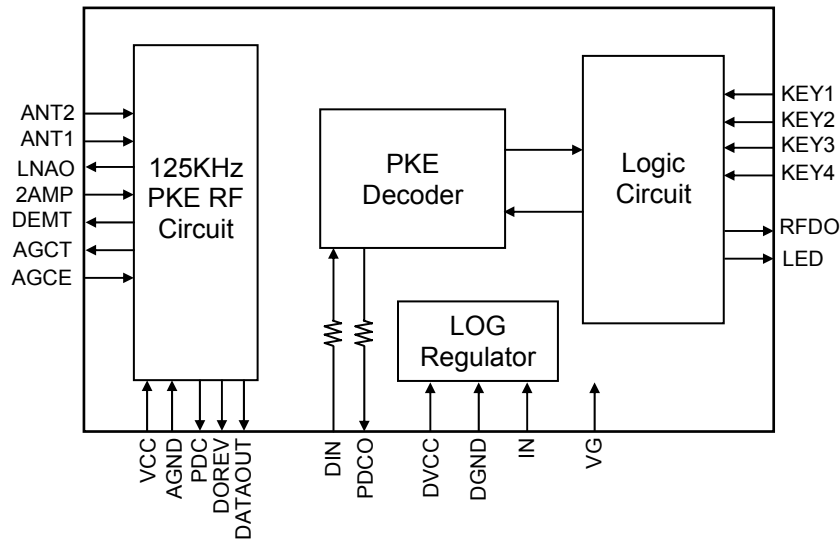 ANT2
ANT1
LNAO
2AMP
DEMT
AGCT
AGCE
125KHz
PKE RF
Circuit
PKE
Decoder
Logic
Circuit
KEY1
KEY2
KEY3
KEY4
RFDO
LED
LOG
Regulator
VCC
AGND
PDC
DOREV
DATAOUT
DIN
PDCO
DVCC
DGND
IN
VG